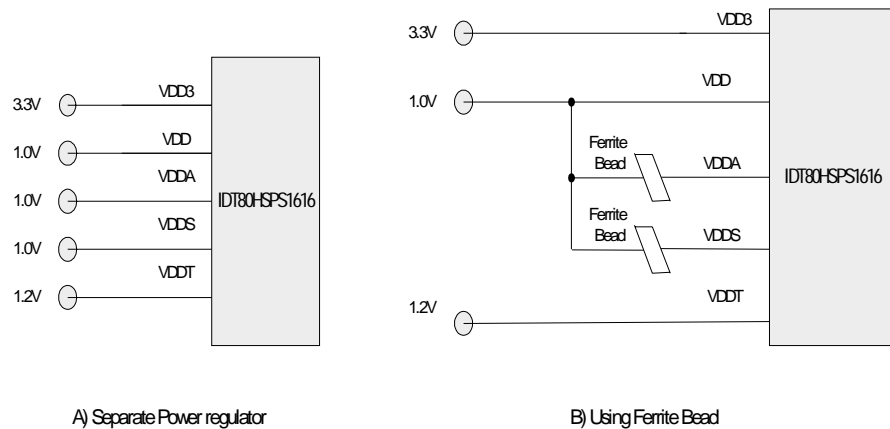 3.3V
VDD3
1.0V
VDD
1.0V
VDDA
1.0V
VDDS
1.2V
VDDT
IDT80HSPS1616
A) Separate Power regulator
3.3V
VDD3
1.0V
VDD
Ferrite
Bead
VDDA
Ferrite
Bead
VDDS
1.2V
VDDT
IDT80HSPS1616
B) Using Ferrite Bead